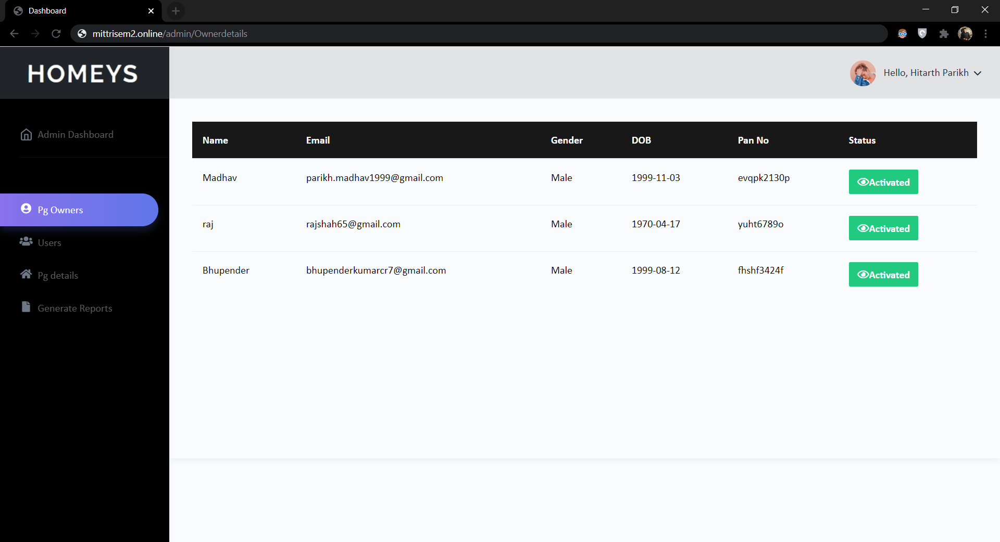 Dashboard
mittrisem2.online/admin/Ownerdetails
HOMEYS
Hello, Hitarth Parikh
Admin Dashboard
Pg Owners
Users
Pg details
Generate Reports
Name Email Gender DOB Pan No Status
Madhav parikh.madhav1999@gmail.com Male 1999-11-03 evqpk2130p Activated
raj rajshah65@gmail.com Male 1970-04-17 yuht6789o Activated
Bhupender bhupenderkumarcr7@gmail.com Male 1999-08-12 fhshf3424f Activated